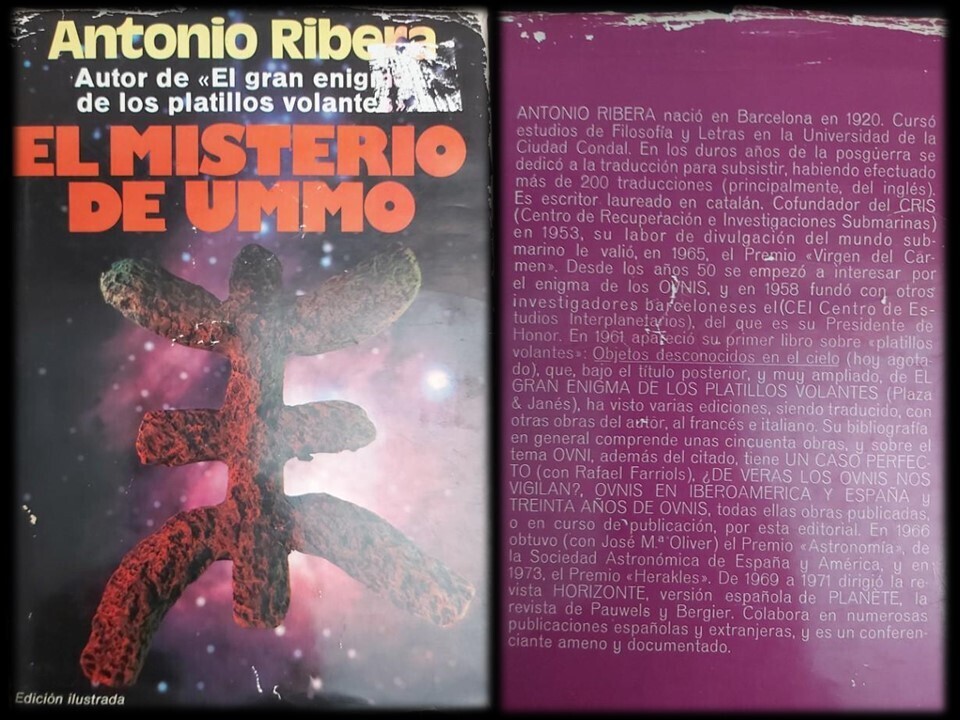 Antonio Ribera
Autor de «El gran enigma
de los platillos volantes»
EL MISTERIO
DE UMMO
Edición ilustrada
ANTONIO RIBERA nació en Barcelona en 1920. Cursó
estudios de Filosofía y Letras en la Universidad de la
Ciudad Condal. En los duros años de la posgüerra se
dedicó a la traducción para subsistir, habiendo efectuado
más de 200 traducciones (principalmente, del inglés).
Es escritor laureado en catalán. Cofundador del CRIS
(Centro de Recuperación e Investigaciones Submarinas)
en 1953, su labor de divulgación del mundo sub-
marino le valió, en 1965, el Premio «Virgen del Cár-
men». Desde los años 50 se empezó a interesar por
el enigma de los OVNIS, y en 1958 fundó con otros
investigadores barceloneses el(CEI Centro de Es-
tudios Interplanetarios), del que es su Presidente de
Honor. En 1961 apareció su primer libro sobre «platillos
volantes»: Objetos desconocidos en el cielo (hoy agota-
do), que, bajo el título posterior, y muy ampliado, de EL
GRAN ENIGMA DE LOS PLATILLOS VOLANTES (Plaza
& Janés), ha visto varias ediciones, siendo traducido, con
otras obras del autor, al francés e italiano. Su bibliografía
en general comprende unas cincuenta obras, y sobre el
tema OVNI, además del citado, tiene UN CASO PERFEC-
TO (con Rafael Farriols), ¿DE VERAS LOS OVNIS NOS
VIGILAN?, OVNIS EN IBEROAMERICA Y ESPAÑA y
TREINTA AÑOS DE OVNIS, todas ellas obras publicadas,
o en curso de publicación, por esta editorial. En 1966
obtuvo (con José M.ª Oliver) el Premio «Astronomía», de
la Sociedad Astronómica de España y América, y en
1973, el Premio «Herakles». De 1969 a 1971 dirigió la re-
vista HORIZONTE, versión española de PLANÈTE, la
revista de Pauwels y Bergier. Colabora en numerosas
publicaciones españolas y extranjeras, y es un conferen-
ciante ameno y documentado.